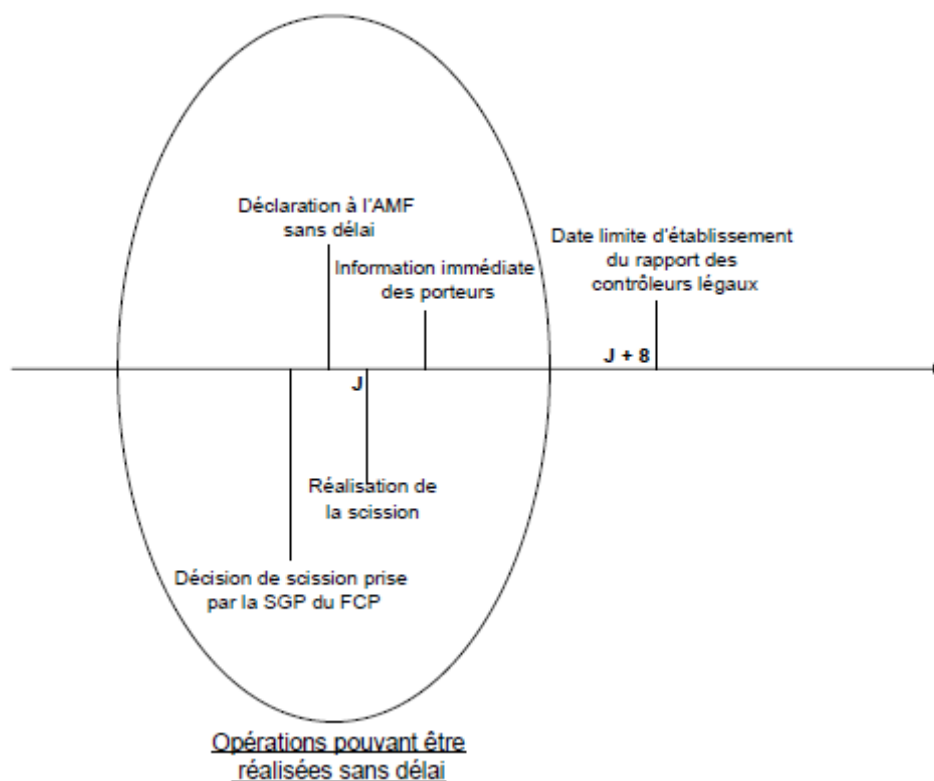 Déclaration à l'AMF
sans délai
Information immédiate
des porteurs
Date limite d'établissement
du rapport des
contrôleurs légaux
J + 8
J
Réalisation de
la scission
Décision de scission prise
par la SGP du FCP
Opérations pouvant être
réalisées sans délai